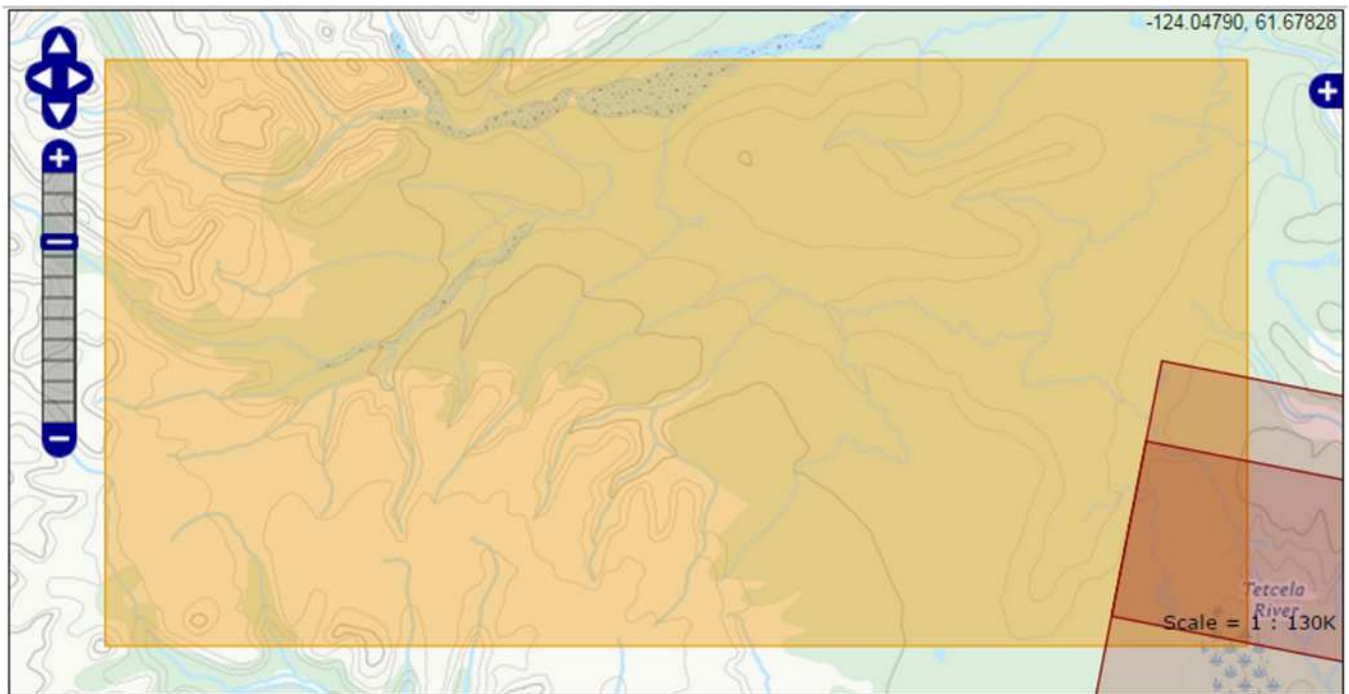 -124.04790, 61.67828
Tetcela
River
Scale = 1 : 130K